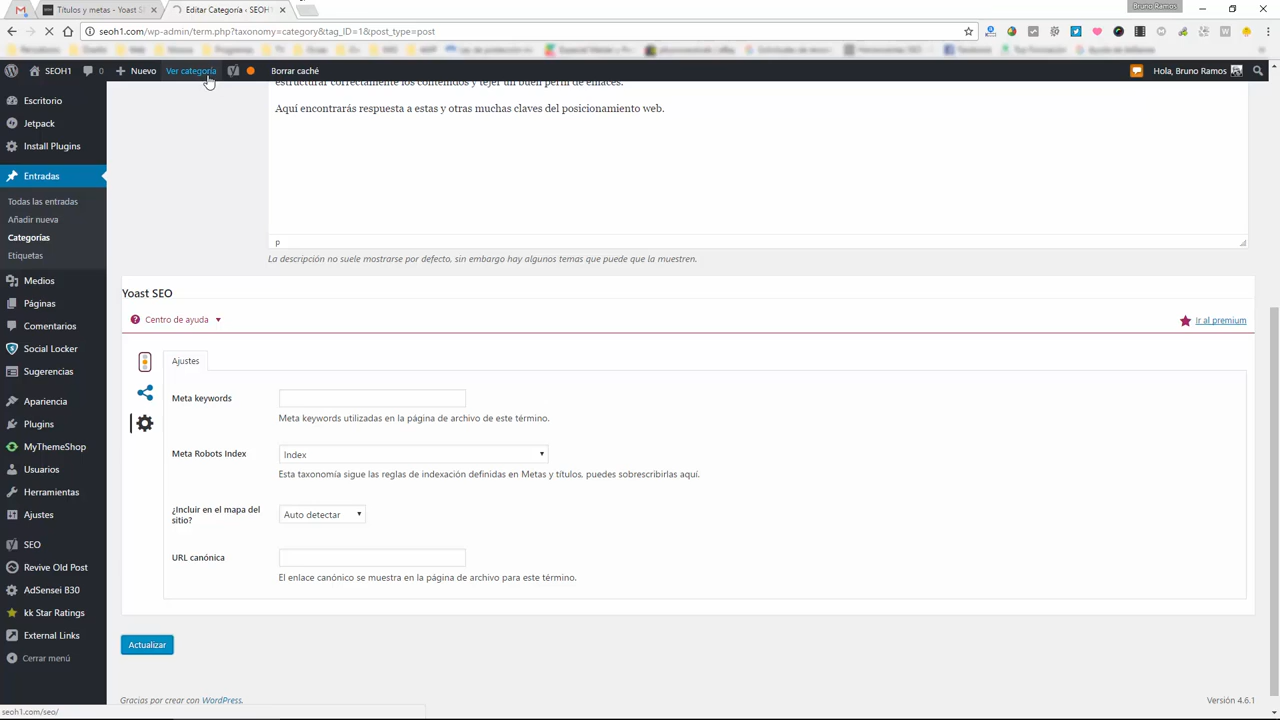 Bruno Ramos
Títulos y metas - Yoast S
Editar Categoría ‹ SEOH1
seoh1.com/wp-admin/term.php?taxonomy=category&tag_ID=1&post_type=post
SEOH1
0
Nuevo
Ver categoría
Borrar caché
Hola, Bruno Ramos
Escritorio
Jetpack
Install Plugins
Entradas
Todas las entradas
Añadir nueva
Categorías
Etiquetas
Medios
Páginas
Comentarios
Social Locker
Sugerencias
Apariencia
Plugins
MyThemeShop
Usuarios
Herramientas
Ajustes
SEO
Revive Old Post
AdSensei B30
kk Star Ratings
External Links
Cerrar menú
estructurar correctamente los contenidos y tejer un buen perfil de enlaces.
Aquí encontrarás respuesta a estas y otras muchas claves del posicionamiento web.
p
La descripción no suele mostrarse por defecto, sin embargo hay algunos temas que puede que la muestren.
Yoast SEO
Centro de ayuda
Ir al premium
Ajustes
Meta keywords
Meta keywords utilizadas en la página de archivo de este término.
Meta Robots Index
Index
Esta taxonomía sigue las reglas de indexación definidas en Metas y títulos, puedes sobrescribirlas aquí.
¿Incluir en el mapa del
sitio?
Auto detectar
URL canónica
El enlace canónico se muestra en la página de archivo para este término.
Actualizar
Gracias por crear con WordPress.
Versión 4.6.1
seoh1.com/seo/